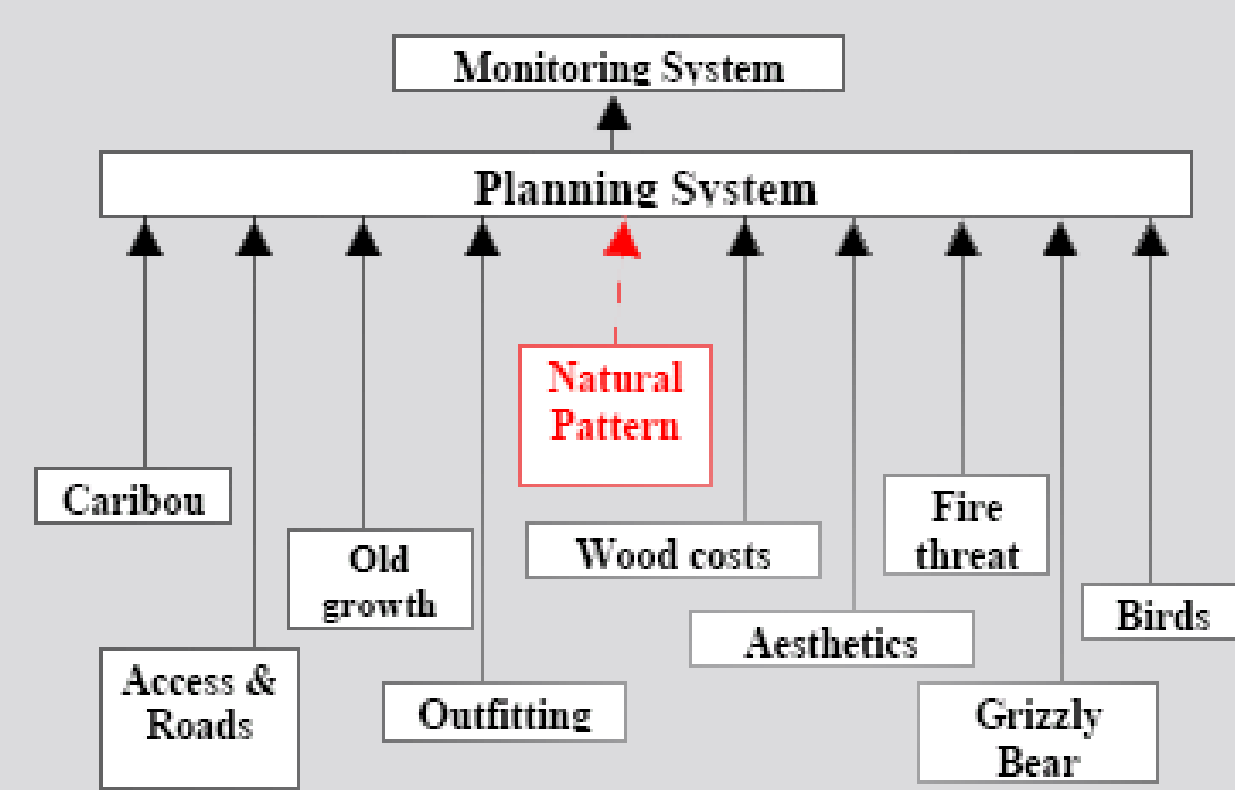 Monitoring System
Planning System
Natural
Pattern
Caribou
Old
growth
Wood costs
Fire
threat
Birds
Aesthetics
Access &
Roads
Outfitting
Grizzly
Bear